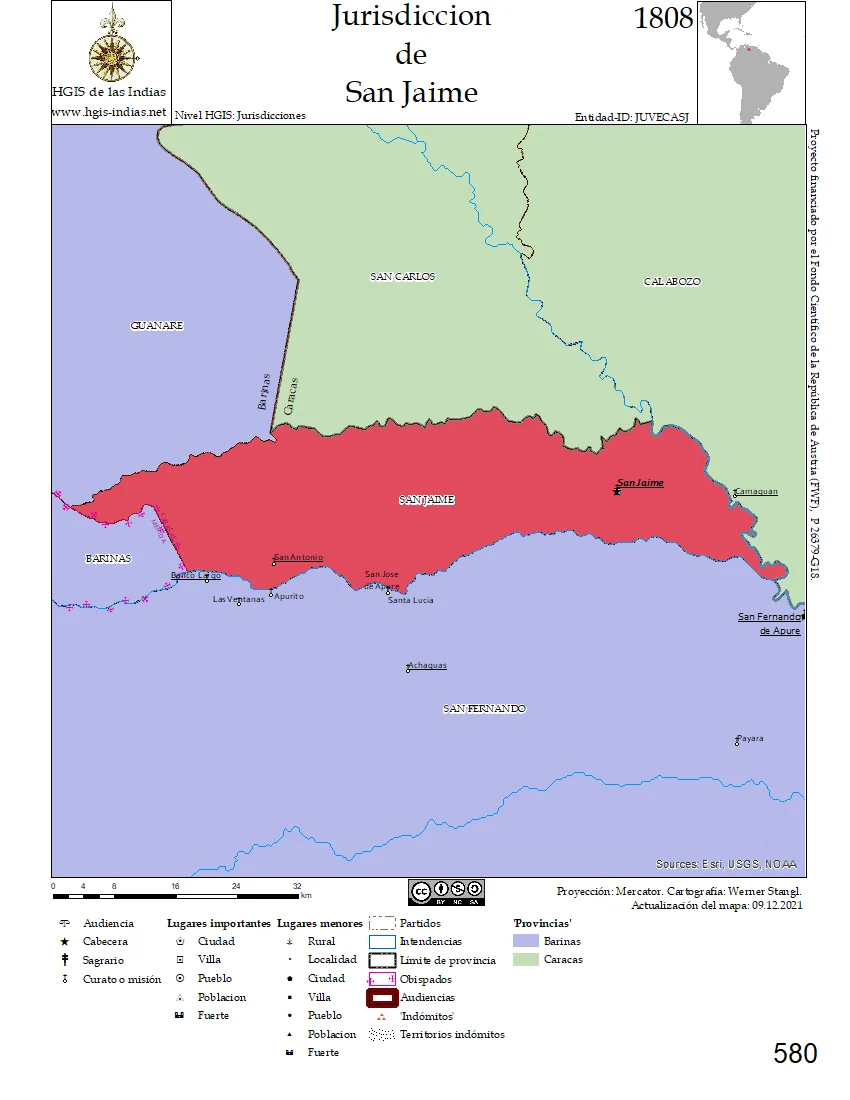 Jurisdiccion
de
San Jaime
1808
HGIS de las Indias
www.hgis-indias.net
Nivel HGIS: Jurisdicciones
Entidad-ID: JUVECASJ
Proyecto financiado por el Fondo Científico de la República de Austria (FWF), P 26379-G18.
SAN CARLOS
CALABOZO
GUANARE
Barinas
Caracas
San Jaime
Camaguan
SAN JAIME
BARINAS
San Antonio
Banco Largo
San Jose
de Apure
Las Ventanas
Apurito
Santa Lucia
San Fernando
de Apure
Achaguas
SAN FERNANDO
Payara
Sources: Esri, USGS, NOAA
0 4 8 16 24 32
km
cc
BY NC SA
Proyección: Mercator. Cartografía: Werner Stangl.
Actualización del mapa: 09.12.2021
Audiencia
Cabecera
Sagrario
Curato o misión
Lugares importantes
Ciudad
Villa
Pueblo
Poblacion
Fuerte
Lugares menores
Rural
Localidad
Ciudad
Villa
Pueblo
Poblacion
Fuerte
Partidos
Intendencias
Límite de provincia
Obispados
Audiencias
'Indómitos'
Territorios indómitos
'Provincias'
Barinas
Caracas
580